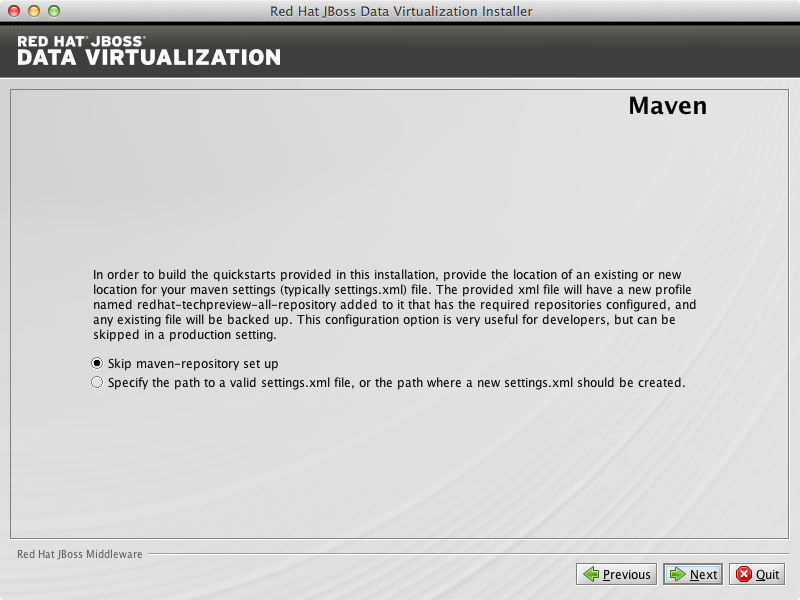 Red Hat JBoss Data Virtualization Installer
RED HAT® JBOSS®
DATA VIRTUALIZATION
Maven
In order to build the quickstarts provided in this installation, provide the location of an existing or new
location for your maven settings (typically settings.xml) file. The provided xml file will have a new profile
named redhat-techpreview-all-repository added to it that has the required repositories configured, and
any existing file will be backed up. This configuration option is very useful for developers, but can be
skipped in a production setting.
Skip maven-repository set up
Specify the path to a valid settings.xml file, or the path where a new settings.xml should be created.
Red Hat JBoss Middleware
Previous Next Quit